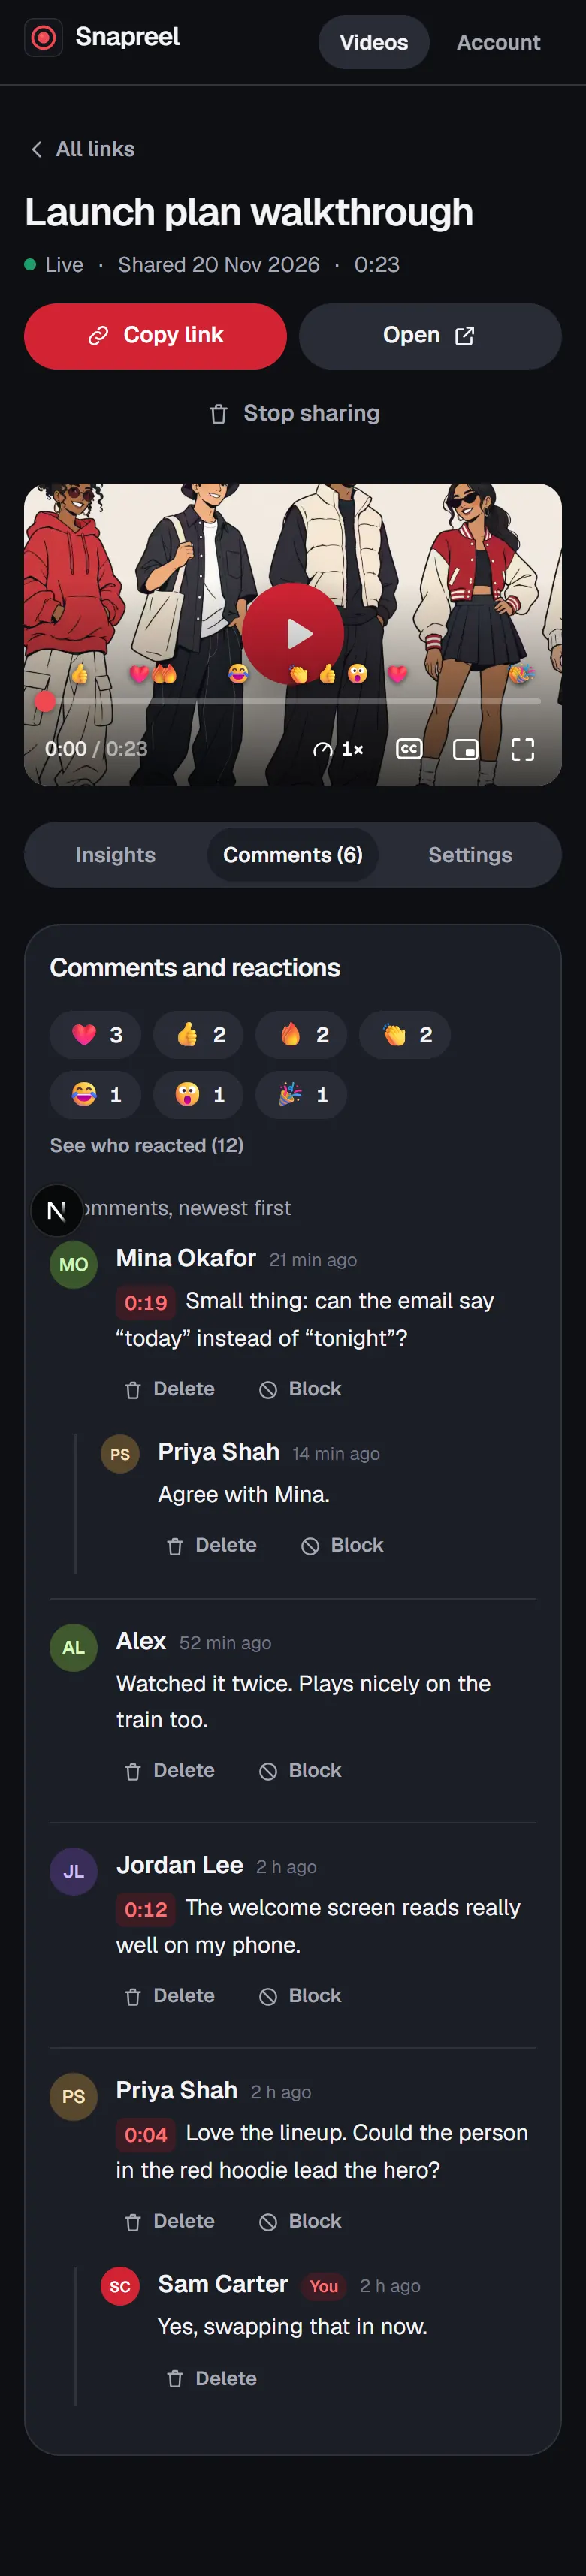 Snapreel
Videos
Account
All links
Launch plan walkthrough
Live · Shared 20 Nov 2026 · 0:23
Copy link
Open
Stop sharing
0:00 / 0:23
1×
CC
Insights
Comments (6)
Settings
Comments and reactions
3
2
2
2
1
1
1
See who reacted (12)
N
omments, newest first
MO
Mina Okafor 21 min ago
0:19 Small thing: can the email say
“today” instead of “tonight”?
Delete
Block
PS
Priya Shah 14 min ago
Agree with Mina.
Delete
Block
AL
Alex 52 min ago
Watched it twice. Plays nicely on the
train too.
Delete
Block
JL
Jordan Lee 2 h ago
0:12 The welcome screen reads really
well on my phone.
Delete
Block
PS
Priya Shah 2 h ago
0:04 Love the lineup. Could the person
in the red hoodie lead the hero?
Delete
Block
SC
Sam Carter You 2 h ago
Yes, swapping that in now.
Delete